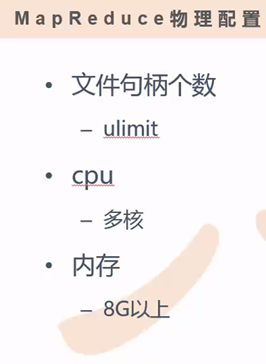 MapReduce物理配置
• 文件句柄个数
– ulimit
• cpu
– 多核
• 内存
– 8G以上